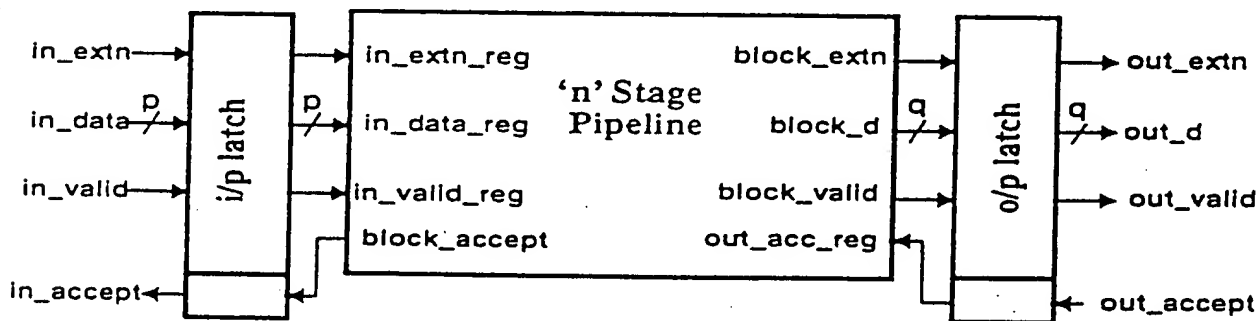 in_extn
in_data
in_valid
in_accept
p
i/p latch
p
in_extn_reg
in_data_reg
in_valid_reg
block_accept
'n' Stage
Pipeline
block_extn
block_d
block_valid
out_acc_reg
q
o/p latch
q
out_extn
out_d
out_valid
out_accept